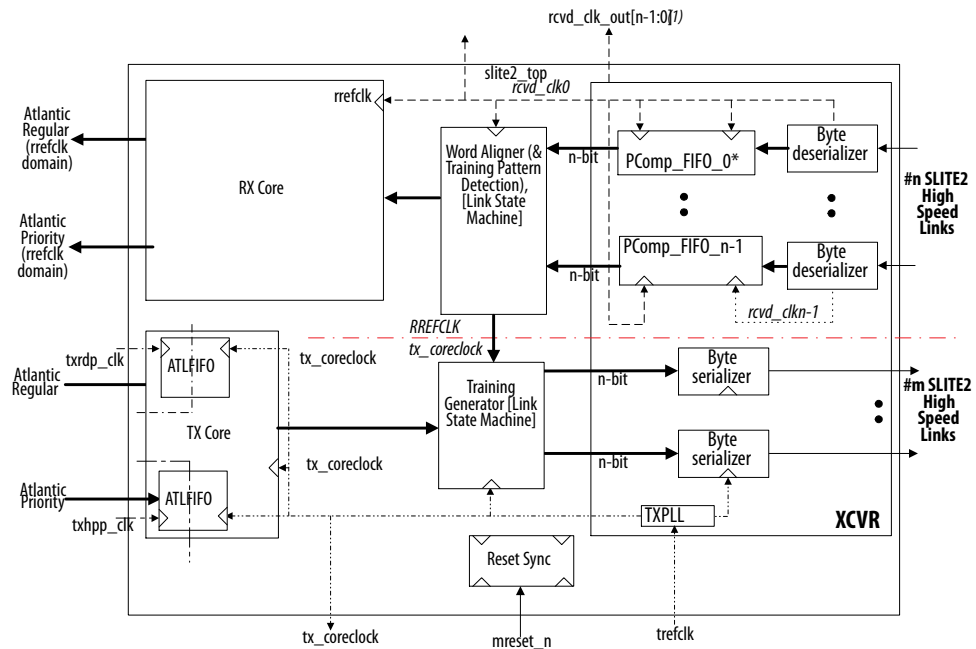 rcvd_clk_out[n-1:0](1)
slite2_top
rcvd_clk0
rrefclk
Atlantic
Regular
(rrefclk
domain)
RX Core
Word Aligner (&
Training Pattern
Detection),
[Link State
Machine]
n-bit
PComp_FIFO_0*
Byte
deserializer
#n SLITE2
High
Speed
Links
Atlantic
Priority
(rrefclk
domain)
n-bit
PComp_FIFO_n-1
Byte
deserializer
rcvd_clkn-1
RREFCLK
tx_coreclock
txrdp_clk
ATLFIFO
tx_coreclock
Atlantic
Regular
TX Core
Training
Generator [Link
State Machine]
n-bit
Byte
serializer
#m SLITE2
High
Speed
Links
tx_coreclock
n-bit
Byte
serializer
Atlantic
Priority
ATLFIFO
txhpp_clk
TXPLL
XCVR
Reset Sync
tx_coreclock
mreset_n
trefclk